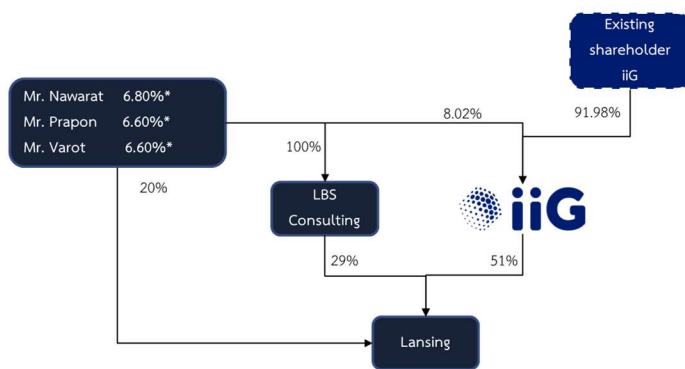 Existing
shareholder
iiG
Mr. Nawarat 6.80%*
Mr. Prapon 6.60%*
Mr. Varot 6.60%*
8.02%
91.98%
100%
20%
LBS
Consulting
iiG
29%
51%
Lansing